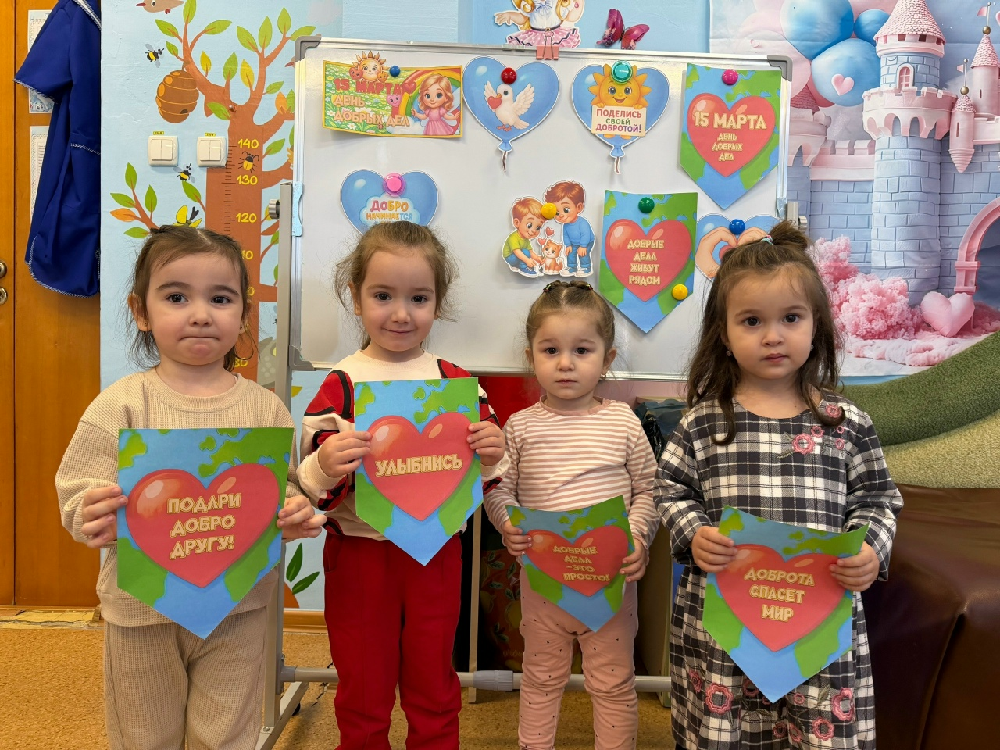 15 МАРТА
ДЕНЬ
ДОБРЫХ ДЕЛ
ПОДЕЛИСЬ
СВОЕЙ
ДОБРОТОЙ!
15 МАРТА
ДЕНЬ
ДОБРЫХ
ДЕЛ
ДОБРО
НАЧИНАЕТСЯ
ДОБРЫЕ
ДЕЛА
ЖИВУТ
РЯДОМ
140
130
120
ПОДАРИ
ДОБРО
ДРУГУ!
УЛЫБНИСЬ
ДОБРЫЕ
ДЕЛА
-ЭТО
ПРОСТО!
ДОБРОТА
СПАСЕТ
МИР